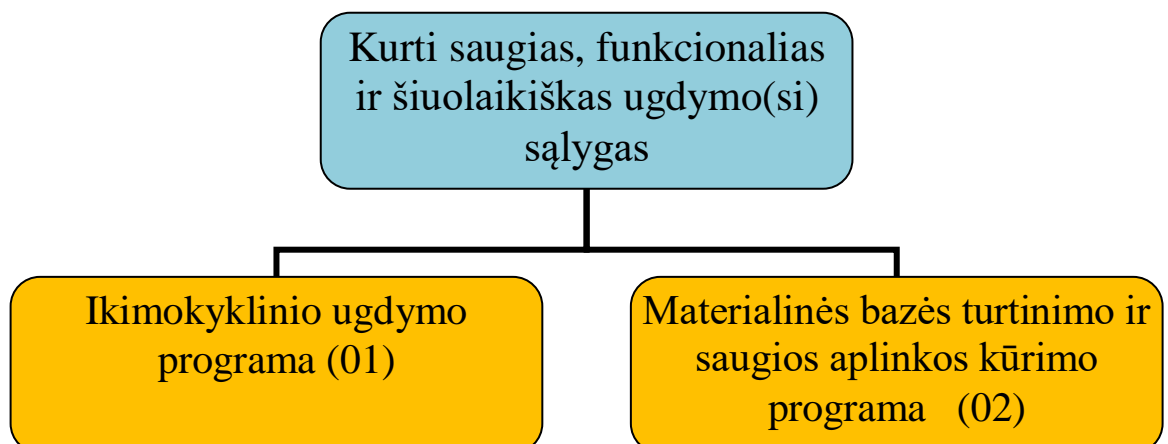 Kurti saugias, funkcionalias
ir šiuolaikiškas ugdymo(si)
sąlygas
Ikimokyklinio ugdymo
programa (01)
Materialinės bazės turtinimo ir
saugios aplinkos kūrimo
programa (02)